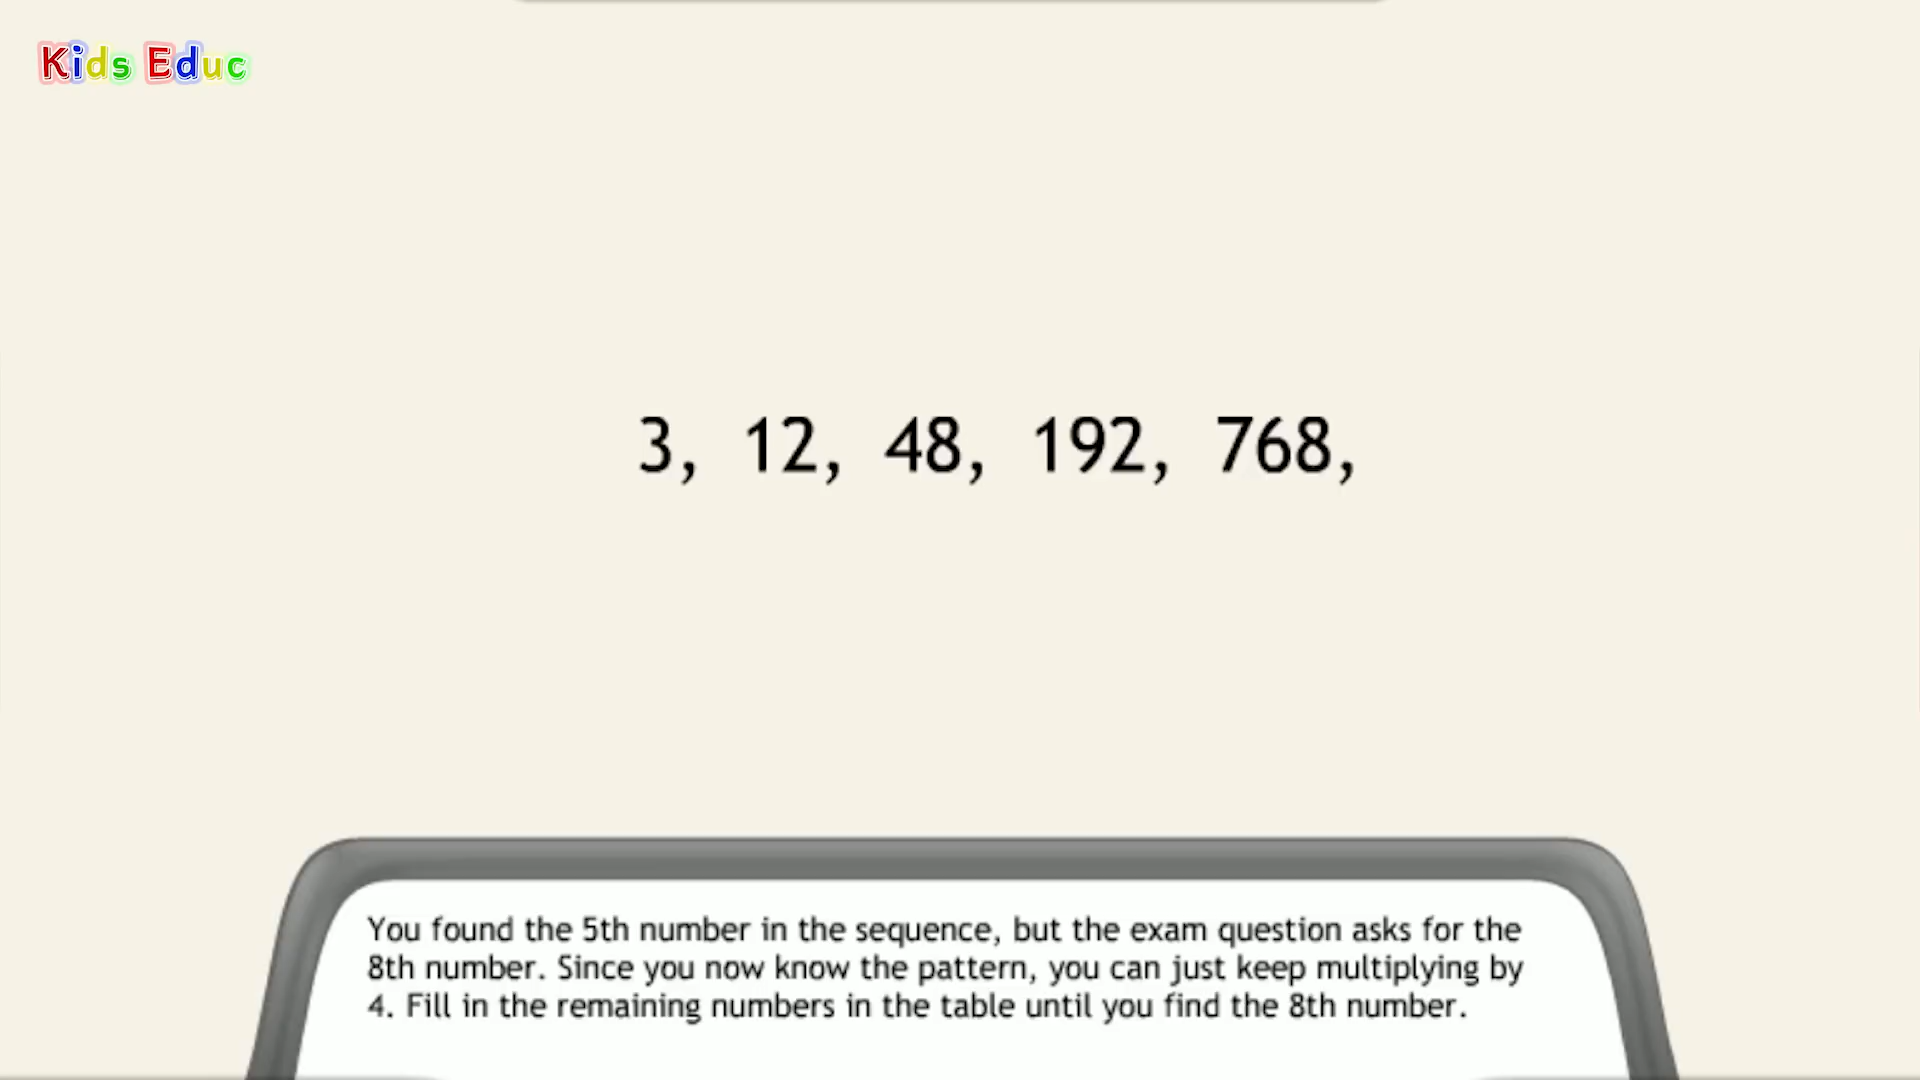 Kids Educ
3, 12, 48, 192, 768,
You found the 5th number in the sequence, but the exam question asks for the
8th number. Since you now know the pattern, you can just keep multiplying by
4. Fill in the remaining numbers in the table until you find the 8th number.